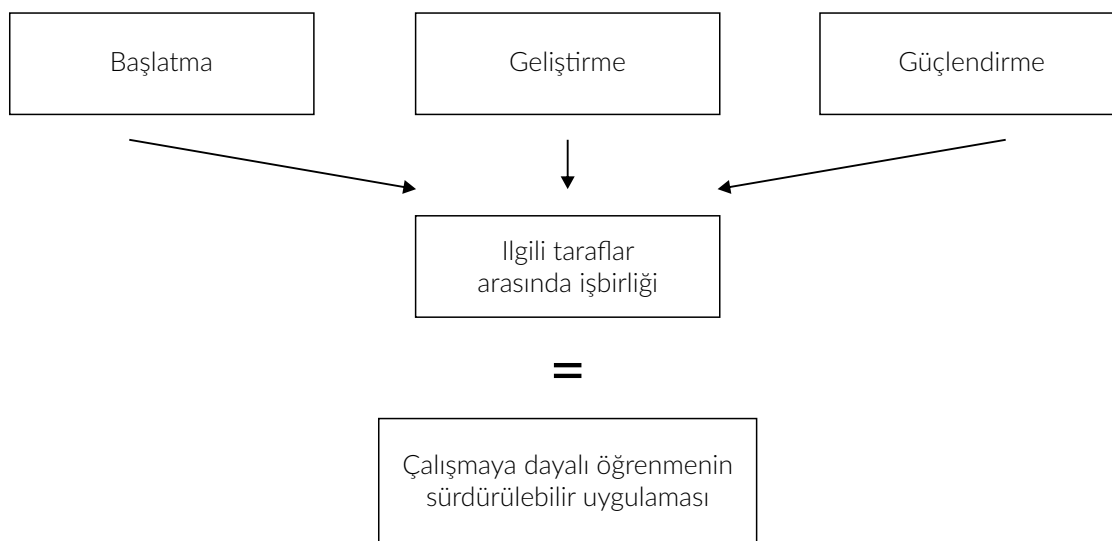 Başlatma
Geliştirme
Güçlendirme
Ilgili taraflar
arasında işbirliği
=
Çalışmaya dayalı öğrenmenin
sürdürülebilir uygulaması